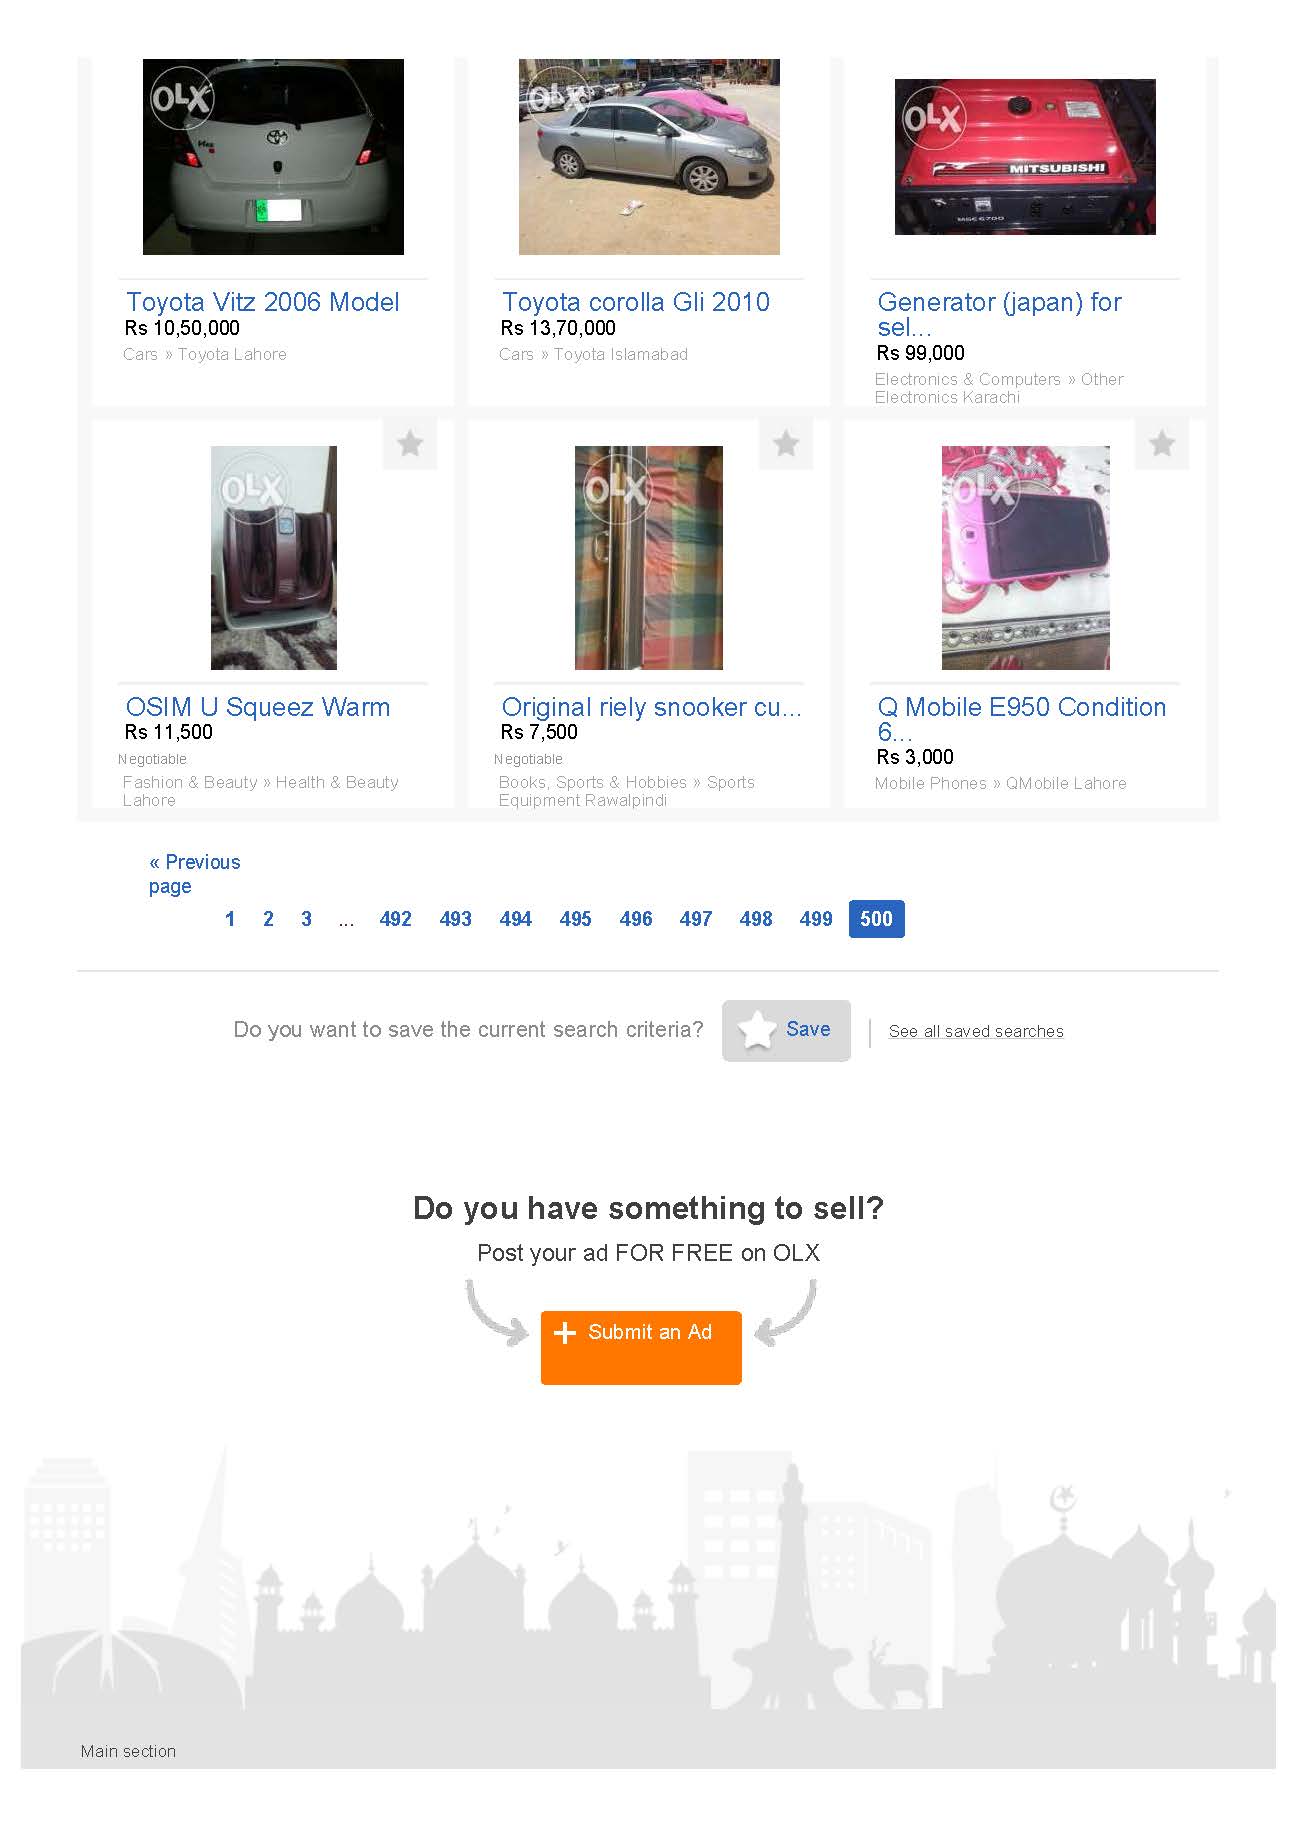 OLX
OLX
OLX
Vitz
MITSUBISHI
MGE 6700
Toyota Vitz 2006 Model
Rs 10,50,000
Cars » Toyota Lahore
Toyota corolla Gli 2010
Rs 13,70,000
Cars » Toyota Islamabad
Generator (japan) for
sel...
Rs 99,000
Electronics & Computers » Other
Electronics Karachi
OLX
OLX
OLX
OSIM U Squeez Warm
Rs 11,500
Negotiable
Fashion & Beauty » Health & Beauty
Lahore
Original riely snooker cu...
Rs 7,500
Negotiable
Books, Sports & Hobbies » Sports
Equipment Rawalpindi
Q Mobile E950 Condition
6...
Rs 3,000
Mobile Phones » QMobile Lahore
« Previous
page
1 2 3 ... 492 493 494 495 496 497 498 499 500
Do you want to save the current search criteria? Save See all saved searches
Do you have something to sell?
Post your ad FOR FREE on OLX
Submit an Ad
Main section